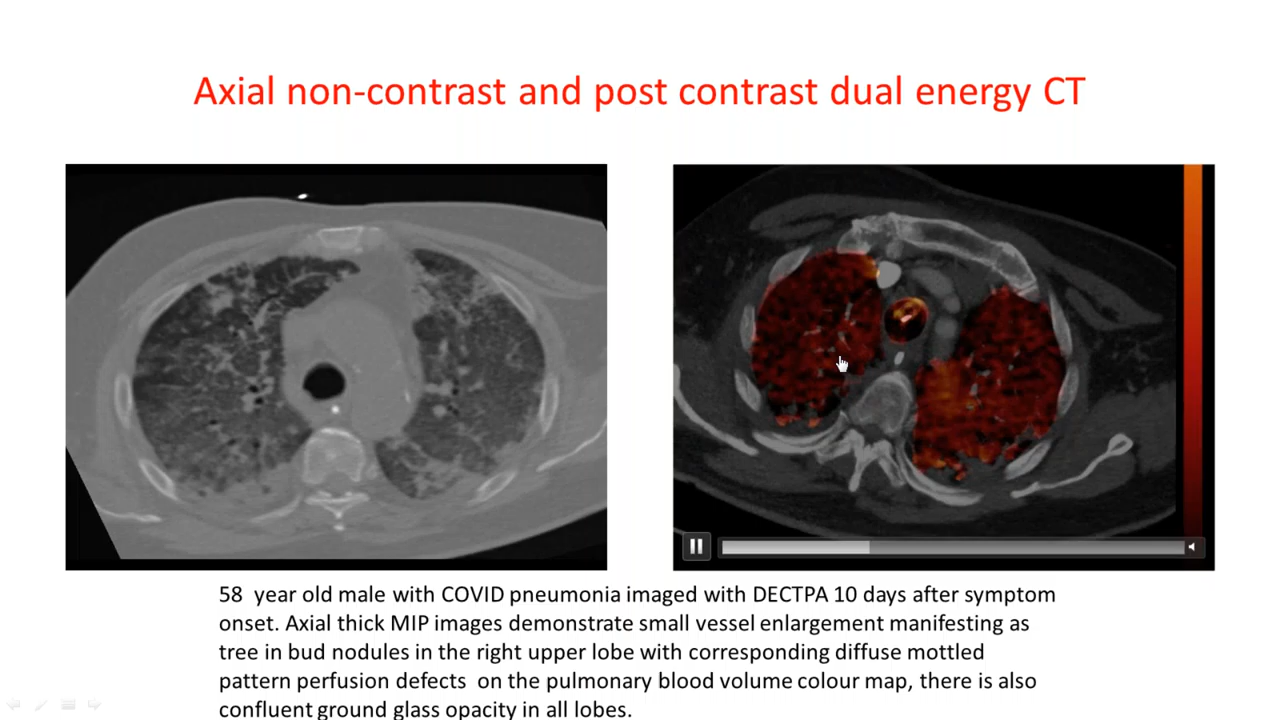 Axial non-contrast and post contrast dual energy CT
58 year old male with COVID pneumonia imaged with DECTPA 10 days after symptom
onset. Axial thick MIP images demonstrate small vessel enlargement manifesting as
tree in bud nodules in the right upper lobe with corresponding diffuse mottled
pattern perfusion defects on the pulmonary blood volume colour map, there is also
confluent ground glass opacity in all lobes.